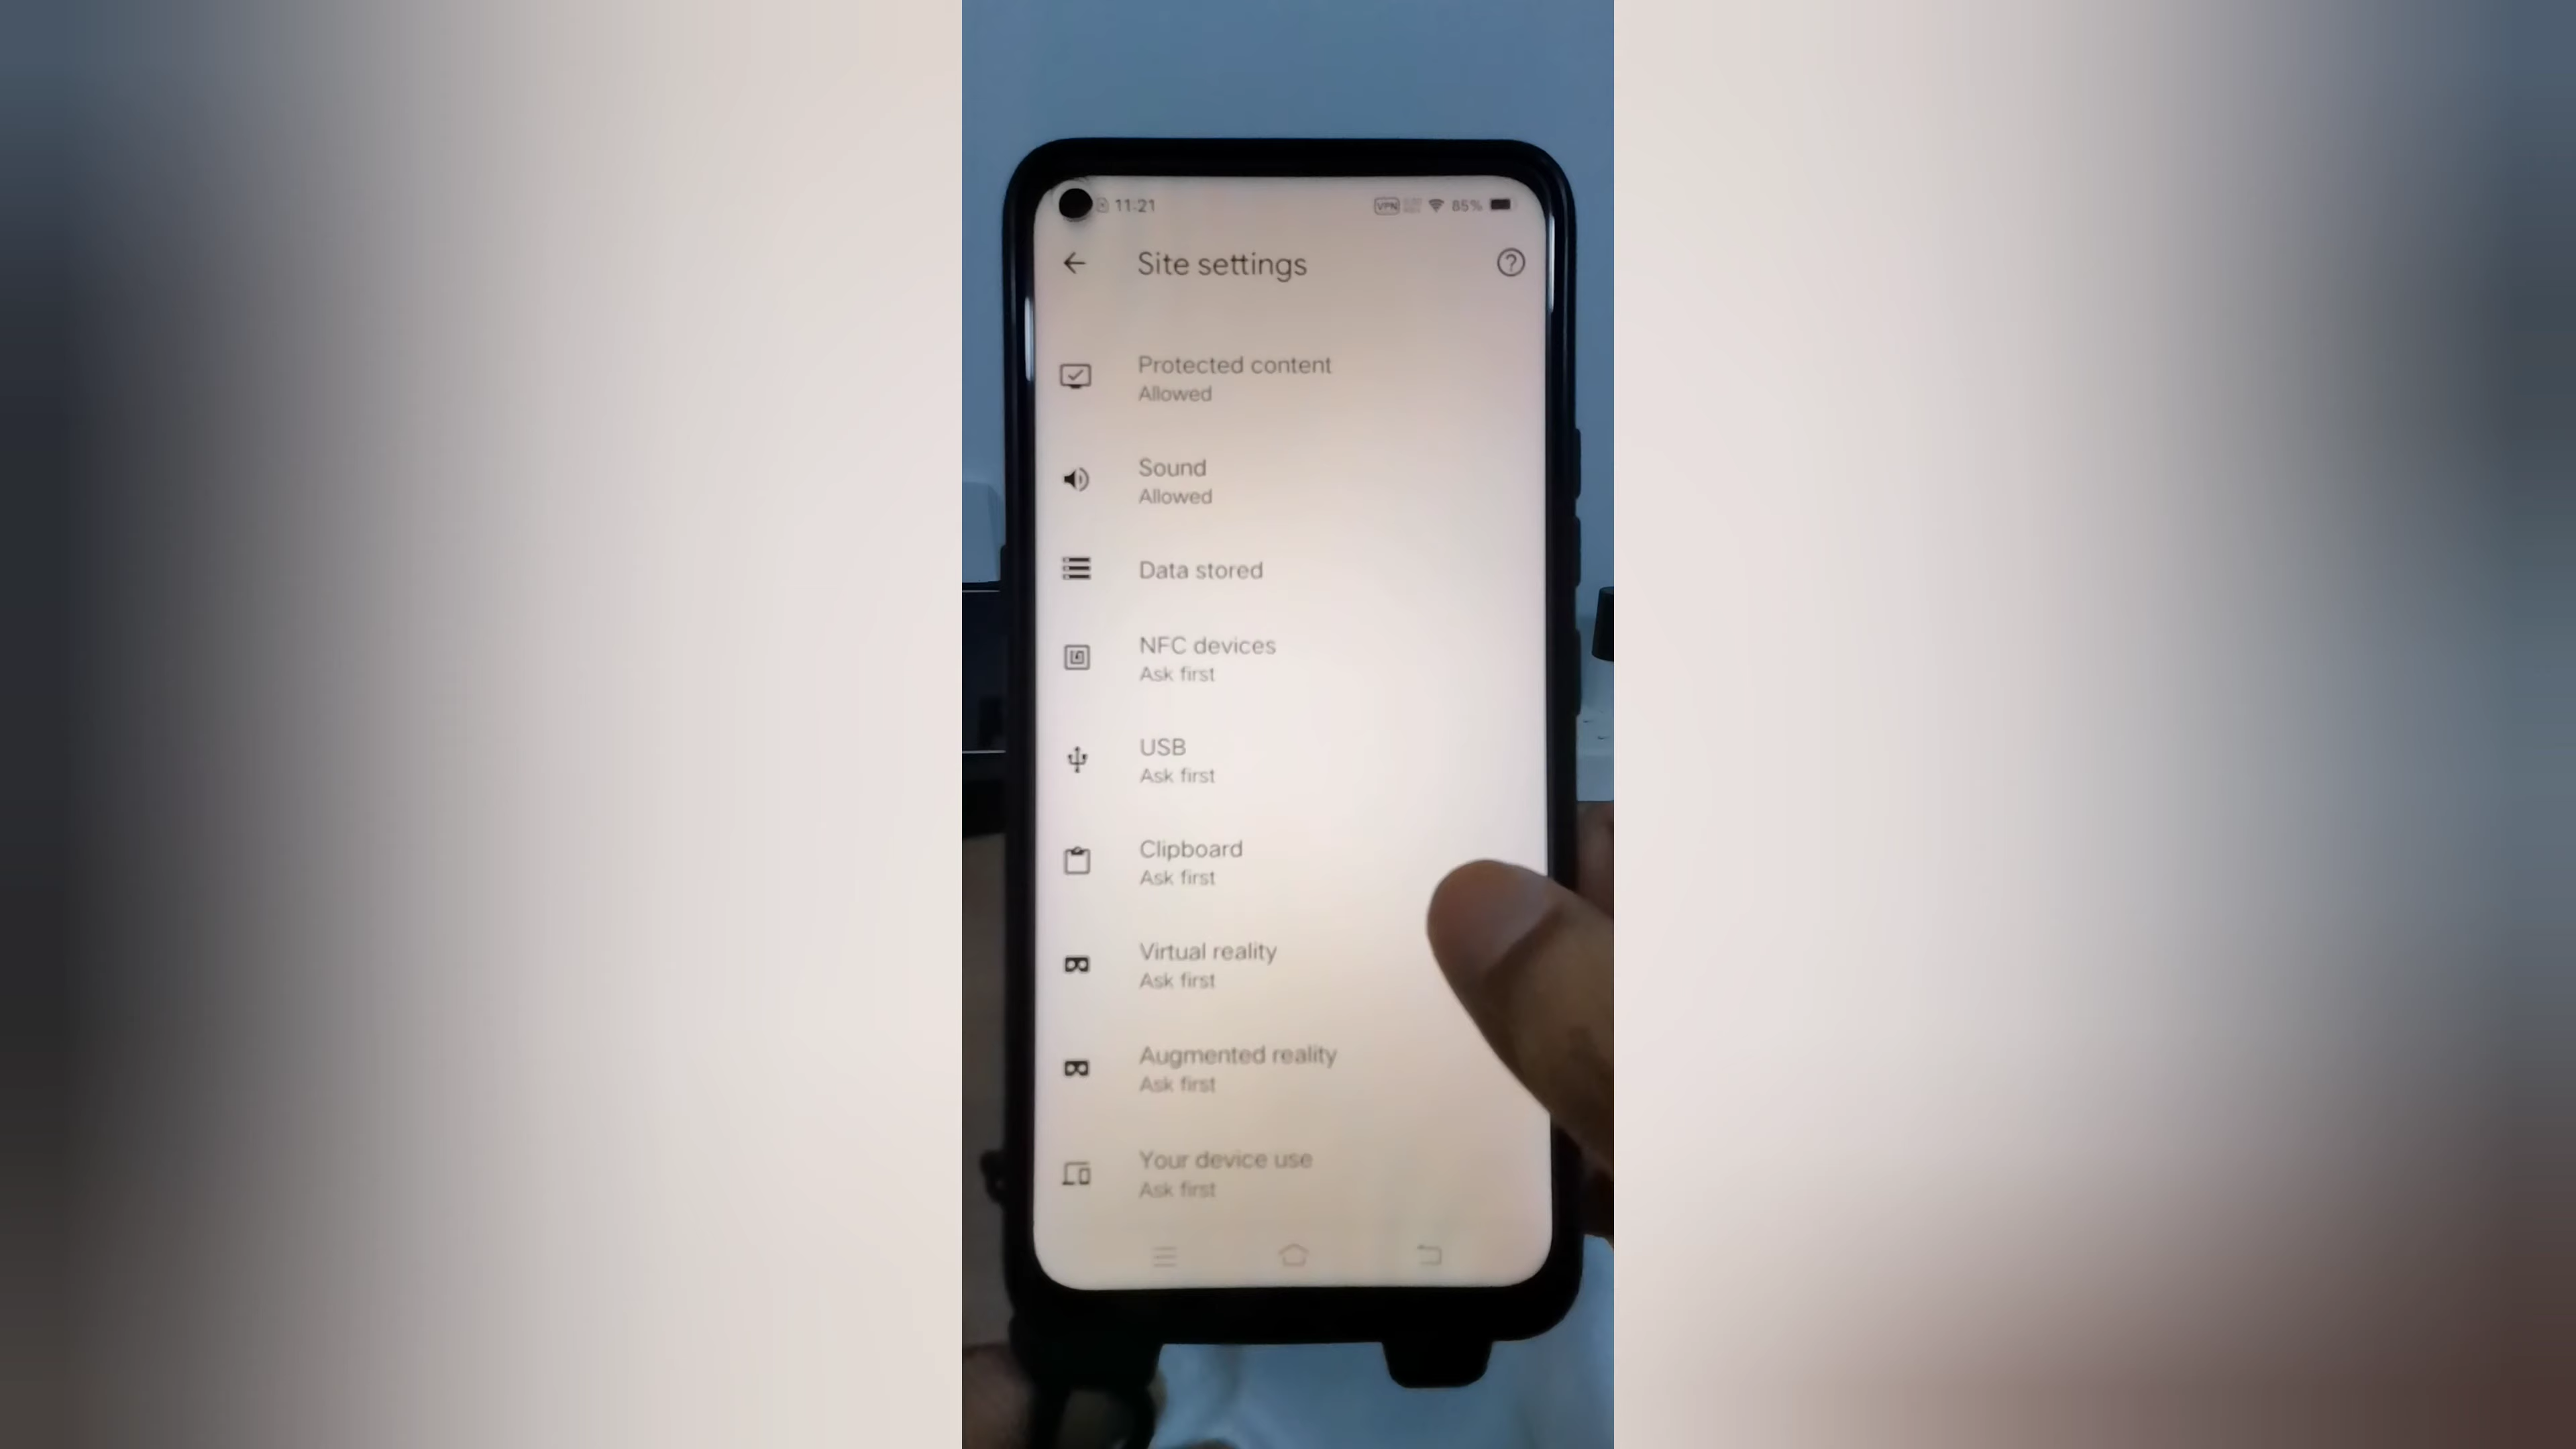 11:21
VPN
85%
Site settings
Protected content
Allowed
Sound
Allowed
Data stored
NFC devices
Ask first
USB
Ask first
Clipboard
Ask first
Virtual reality
Ask first
Augmented reality
Ask first
Your device use
Ask first